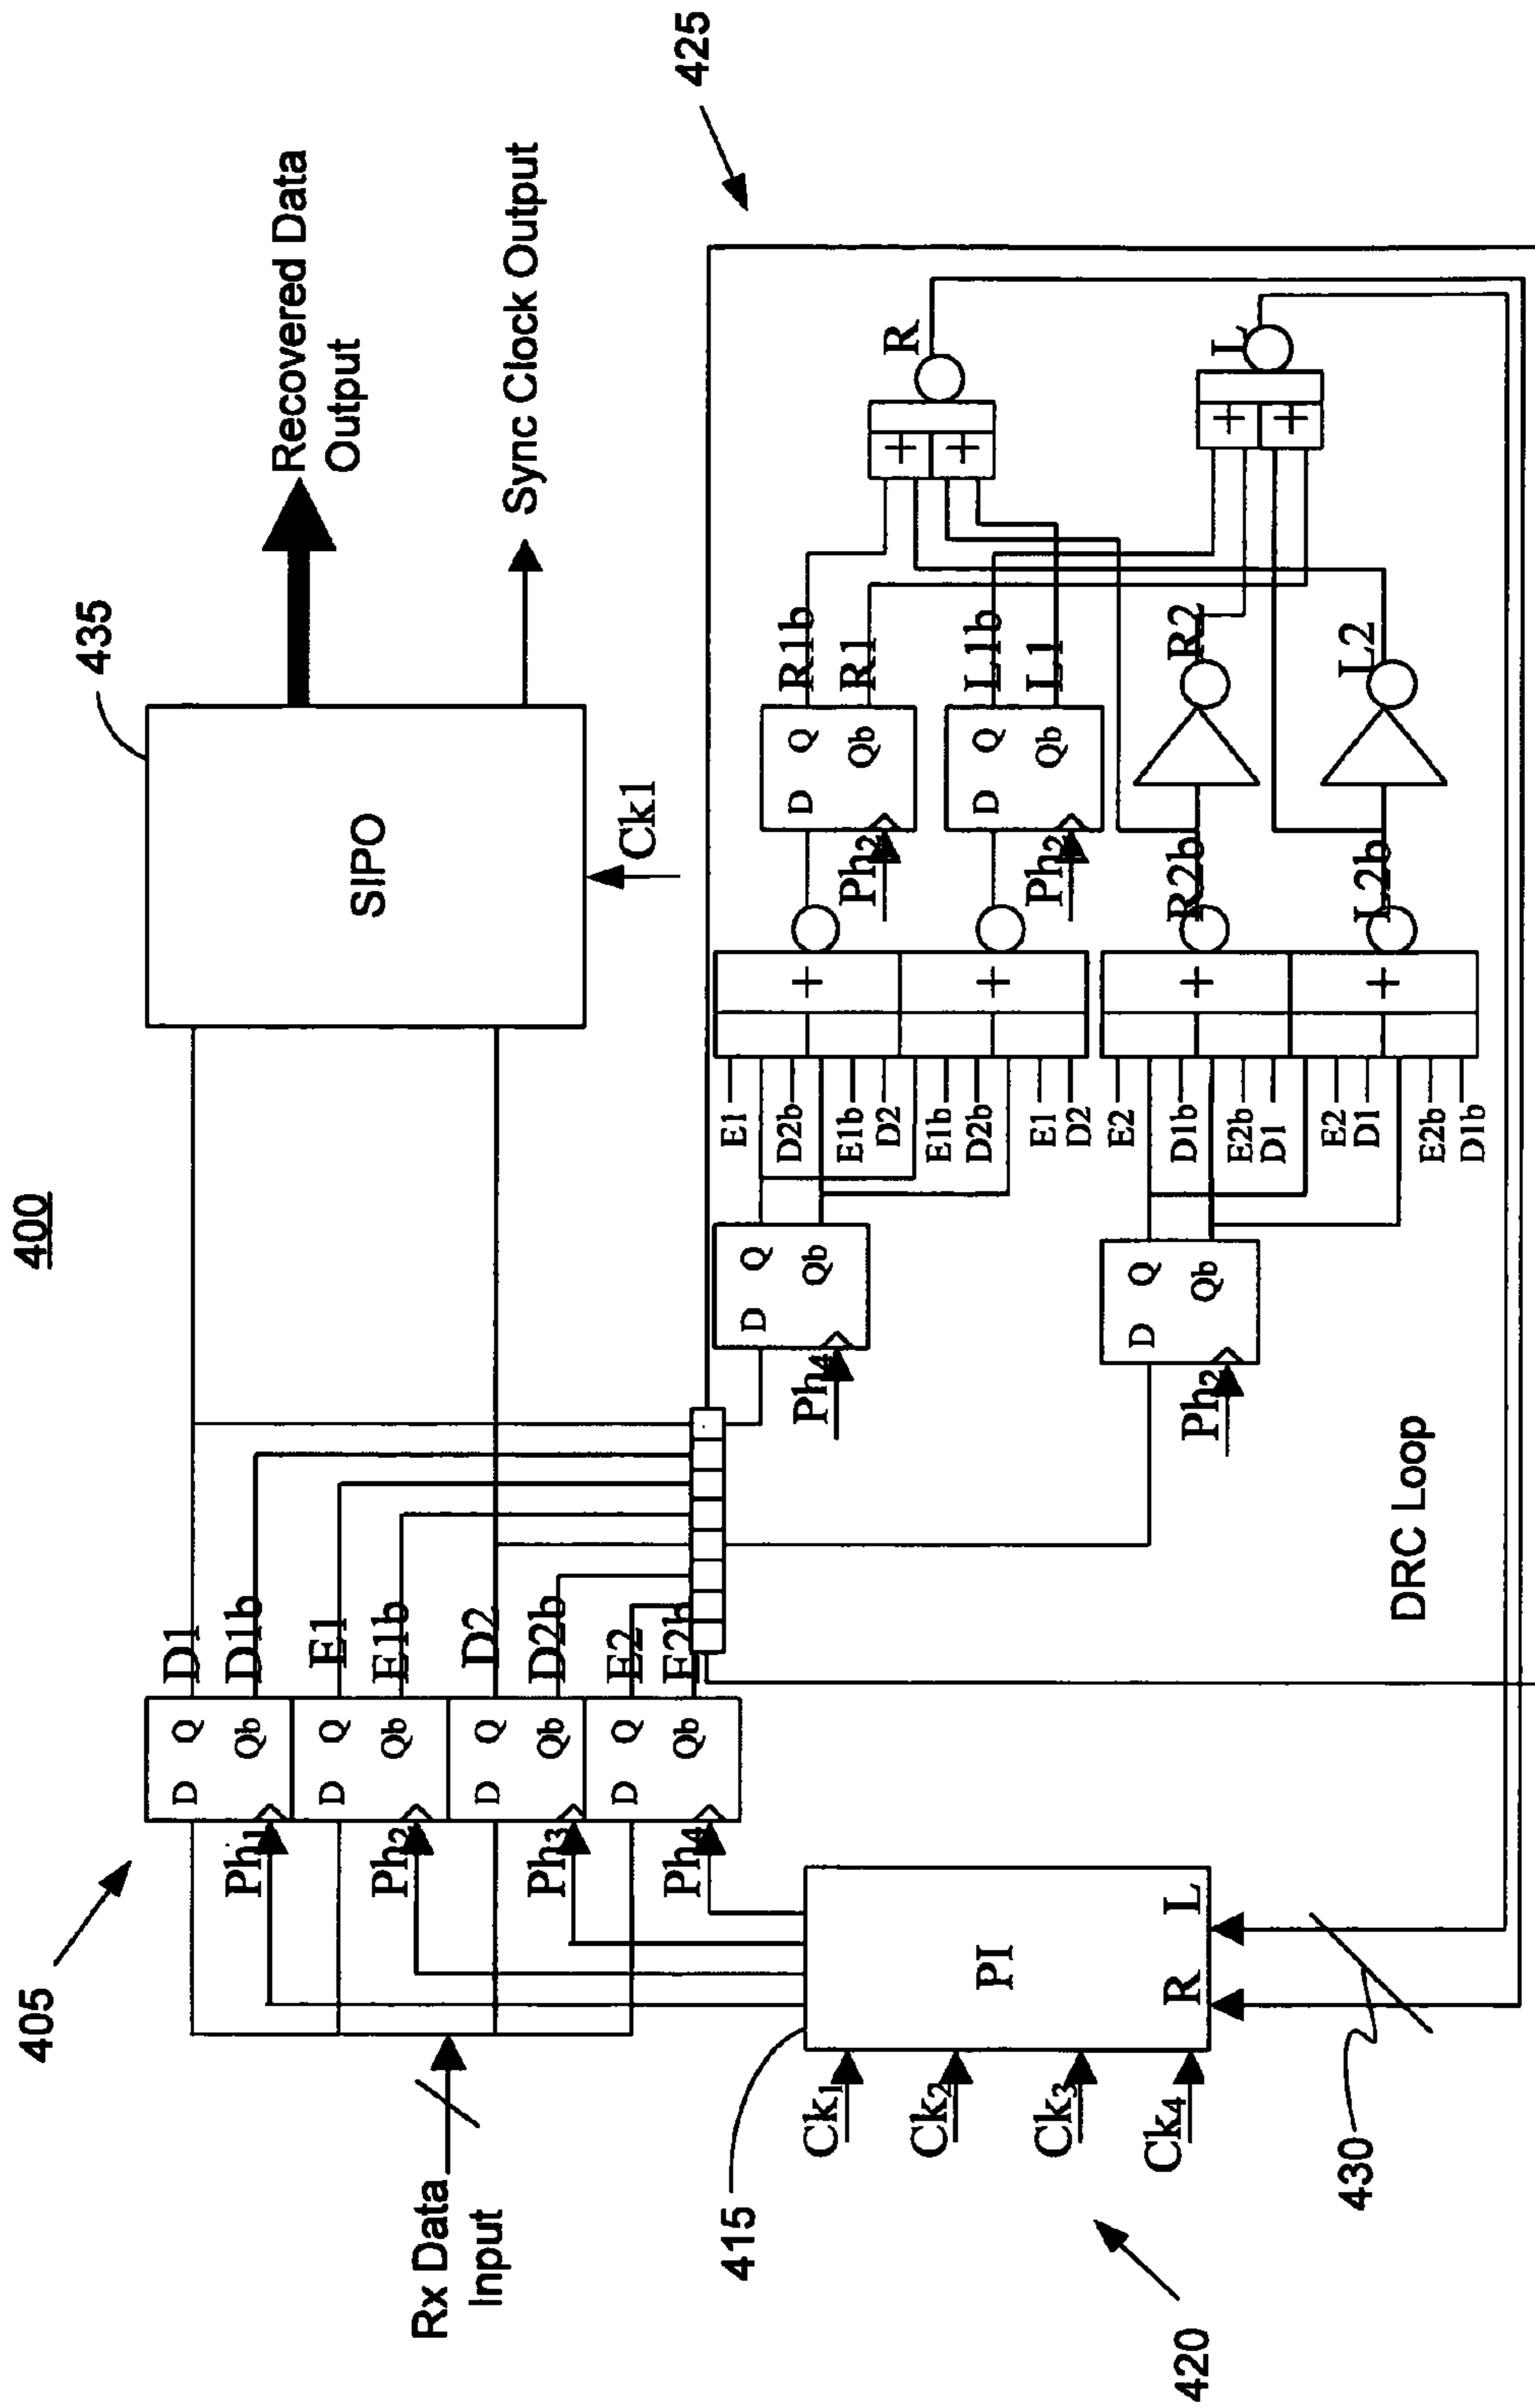 400
405
Rx Data
Input
D Q
Qb
D Q
Qb
D Q
Qb
D Q
Qb
Ph1
Ph2
Ph3
Ph4
D1
D1b
E1
E1b
D2
D2b
E2
E2b
435
SIPO
Ck1
Recovered Data
Output
Sync Clock Output
415
420
PI
R
L
Ck1
Ck2
Ck3
Ck4
430
425
DRC Loop
D Q
Qb
Ph4
D Q
Qb
Ph2
E1
D2b
E1b
D2
E1b
D2b
E1
D2
+
+
E2
D1b
E2b
D1
E2
D1
E2b
D1b
+
+
D Q
Qb
Ph2
D Q
Qb
Ph2
R1b
R1
L1b
L1
R2b
R2
L2b
L2
+
+
R
+
+
L